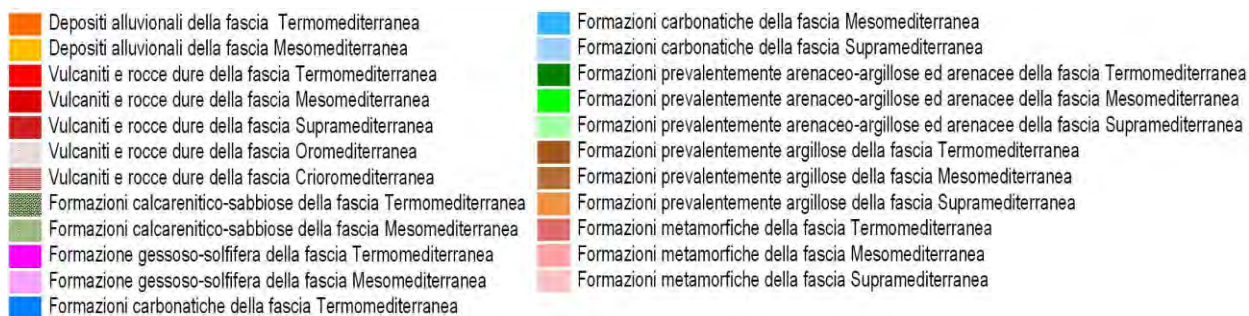 Depositi alluvionali della fascia Termomediterranea
Depositi alluvionali della fascia Mesomediterranea
Vulcaniti e rocce dure della fascia Termomediterranea
Vulcaniti e rocce dure della fascia Mesomediterranea
Vulcaniti e rocce dure della fascia Supramediterranea
Vulcaniti e rocce dure della fascia Oromediterranea
Vulcaniti e rocce dure della fascia Crioromediterranea
Formazioni calcarenitico-sabbiose della fascia Termomediterranea
Formazioni calcarenitico-sabbiose della fascia Mesomediterranea
Formazione gessoso-solfifera della fascia Termomediterranea
Formazione gessoso-solfifera della fascia Mesomediterranea
Formazioni carbonatiche della fascia Termomediterranea
Formazioni carbonatiche della fascia Mesomediterranea
Formazioni carbonatiche della fascia Supramediterranea
Formazioni prevalentemente arenaceo-argillose ed arenacee della fascia Termomediterranea
Formazioni prevalentemente arenaceo-argillose ed arenacee della fascia Mesomediterranea
Formazioni prevalentemente arenaceo-argillose ed arenacee della fascia Supramediterranea
Formazioni prevalentemente argillose della fascia Termomediterranea
Formazioni prevalentemente argillose della fascia Mesomediterranea
Formazioni prevalentemente argillose della fascia Supramediterranea
Formazioni metamorfiche della fascia Termomediterranea
Formazioni metamorfiche della fascia Mesomediterranea
Formazioni metamorfiche della fascia Supramediterranea